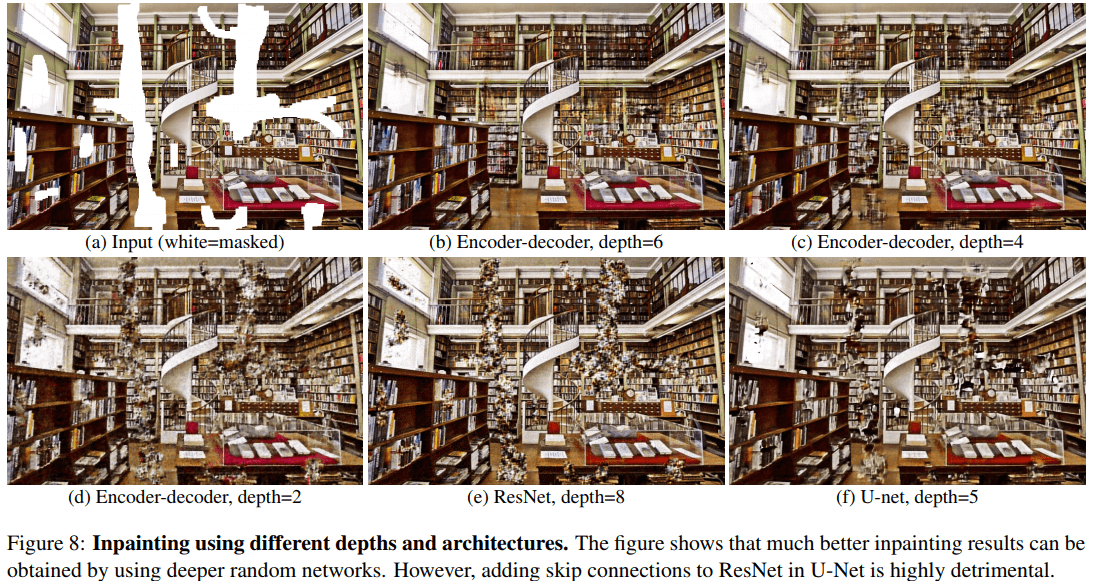 (a) Input (white=masked)
(b) Encoder-decoder, depth=6
(c) Encoder-decoder, depth=4
(d) Encoder-decoder, depth=2
(e) ResNet, depth=8
(f) U-net, depth=5
Figure 8: Inpainting using different depths and architectures. The figure shows that much better inpainting results can be
obtained by using deeper random networks. However, adding skip connections to ResNet in U-Net is highly detrimental.